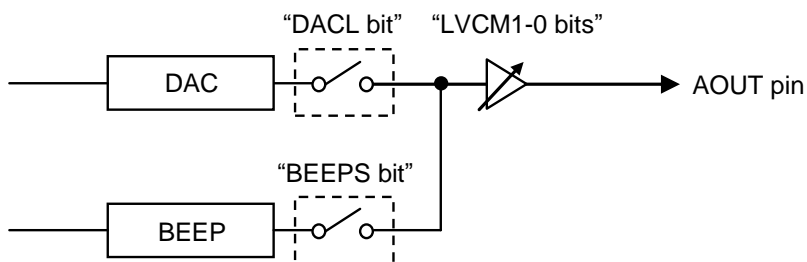 “DACL bit”
“LVCM1-0 bits”
DAC
AOUT pin
“BEEPS bit”
BEEP